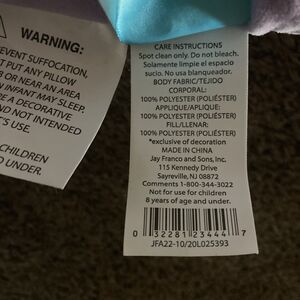 WARNING:
EVENT SUFFOCATION,
T PUT ANY PILLOW
B OR NEAR AN
INFANT MAY SLEEP.
E A DECORATIVE
AND NOT INTENDED
T'S USE.
CHILDREN
D UNDER.
CARE INSTRUCTIONS
Spot clean only. Do not bleach.
Solamente limpie el espacio
sucio. No usa blanqueador.
BODY FABRIC/TEJIDO
CORPORAL:
100% POLYESTER (POLIÉSTER)
APPLIQUE/APLIQUE:
100% POLYESTER (POLIÉSTER)
FILL/LLENAR:
100% POLYESTER (POLIÉSTER)
*exclusive of decoration
MADE IN CHINA
Jay Franco and Sons, Inc.
115 Kennedy Drive
Sayreville, NJ 08872
Comments 1-800-344-3022
Not for use for children
8 years of age and under.
0 32281 23444 7
JFA22-10/20L025393